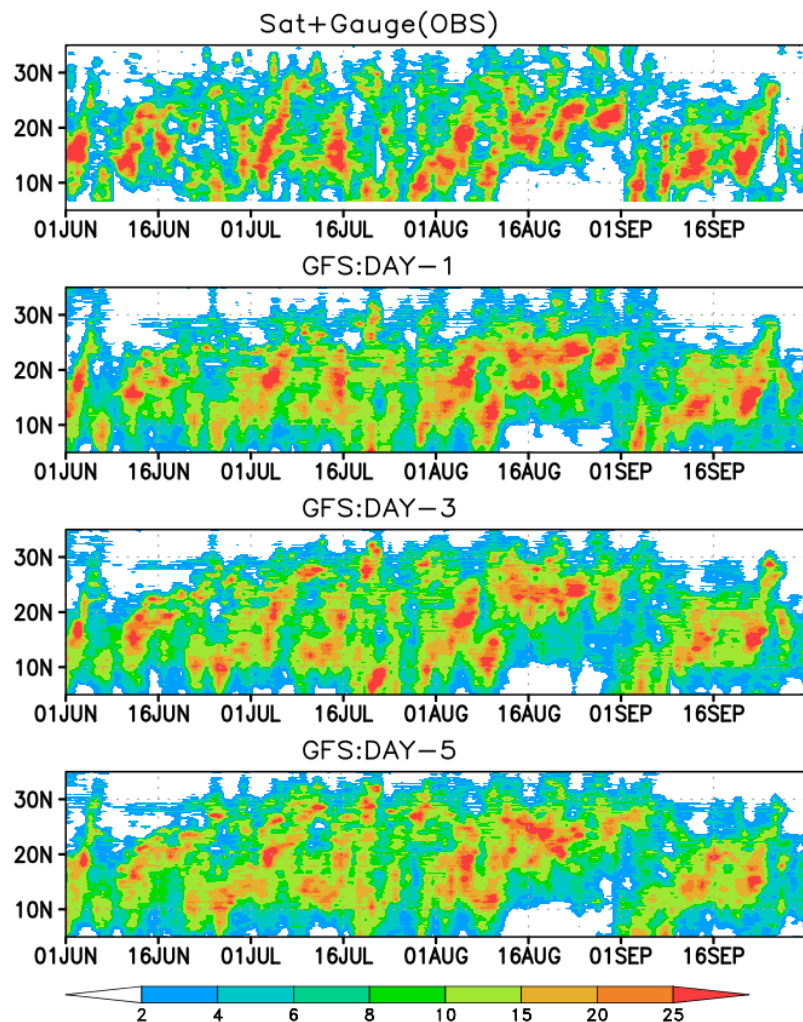 Sat+Gauge(OBS)
30N
20N
10N
01JUN 16JUN 01JUL 16JUL 01AUG 16AUG 01SEP 16SEP
GFS:DAY-1
30N
20N
10N
01JUN 16JUN 01JUL 16JUL 01AUG 16AUG 01SEP 16SEP
GFS:DAY-3
30N
20N
10N
01JUN 16JUN 01JUL 16JUL 01AUG 16AUG 01SEP 16SEP
GFS:DAY-5
30N
20N
10N
01JUN 16JUN 01JUL 16JUL 01AUG 16AUG 01SEP 16SEP
2 4 6 8 10 15 20 25